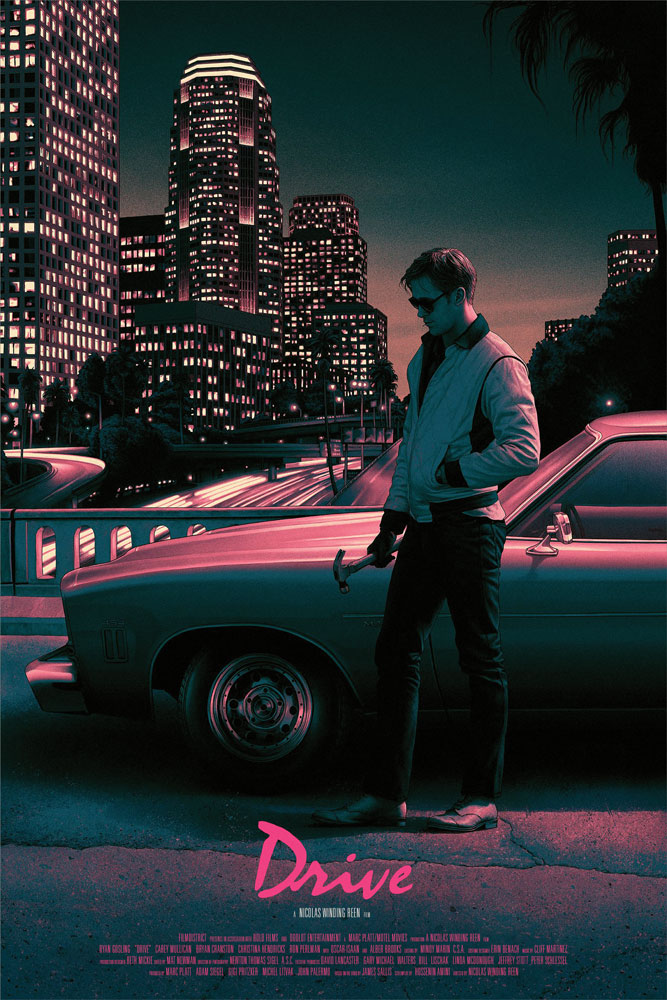 Drive
A NICOLAS WINDING REFN FILM
FILMDISTRICT PRESENTS IN ASSOCIATION WITH BOLD FILMS AND ODDLOT ENTERTAINMENT A MARC PLATT/MOTEL MOVIES PRODUCTION A NICOLAS WINDING REFN FILM
RYAN GOSLING "DRIVE" CAREY MULLIGAN BRYAN CRANSTON CHRISTINA HENDRICKS RON PERLMAN WITH OSCAR ISAAC AND ALBERT BROOKS CASTING BY MINDY MARIN C.S.A. COSTUME DESIGNER ERIN BENACH MUSIC BY CLIFF MARTINEZ
PRODUCTION DESIGNER BETH MICKLE EDITOR MAT NEWMAN DIRECTOR OF PHOTOGRAPHY NEWTON THOMAS SIGEL A.S.C. EXECUTIVE PRODUCERS DAVID LANCASTER GARY MICHAEL WALTERS BILL LISCHAK LINDA MCDONOUGH JEFFREY STOTT PETER SCHLESSEL
PRODUCED BY MARC PLATT ADAM SIEGEL GIGI PRITZKER MICHEL LITVAK JOHN PALERMO BASED ON THE BOOK BY JAMES SALLIS SCREENPLAY BY HOSSEIN AMINI DIRECTED BY NICOLAS WINDING REFN